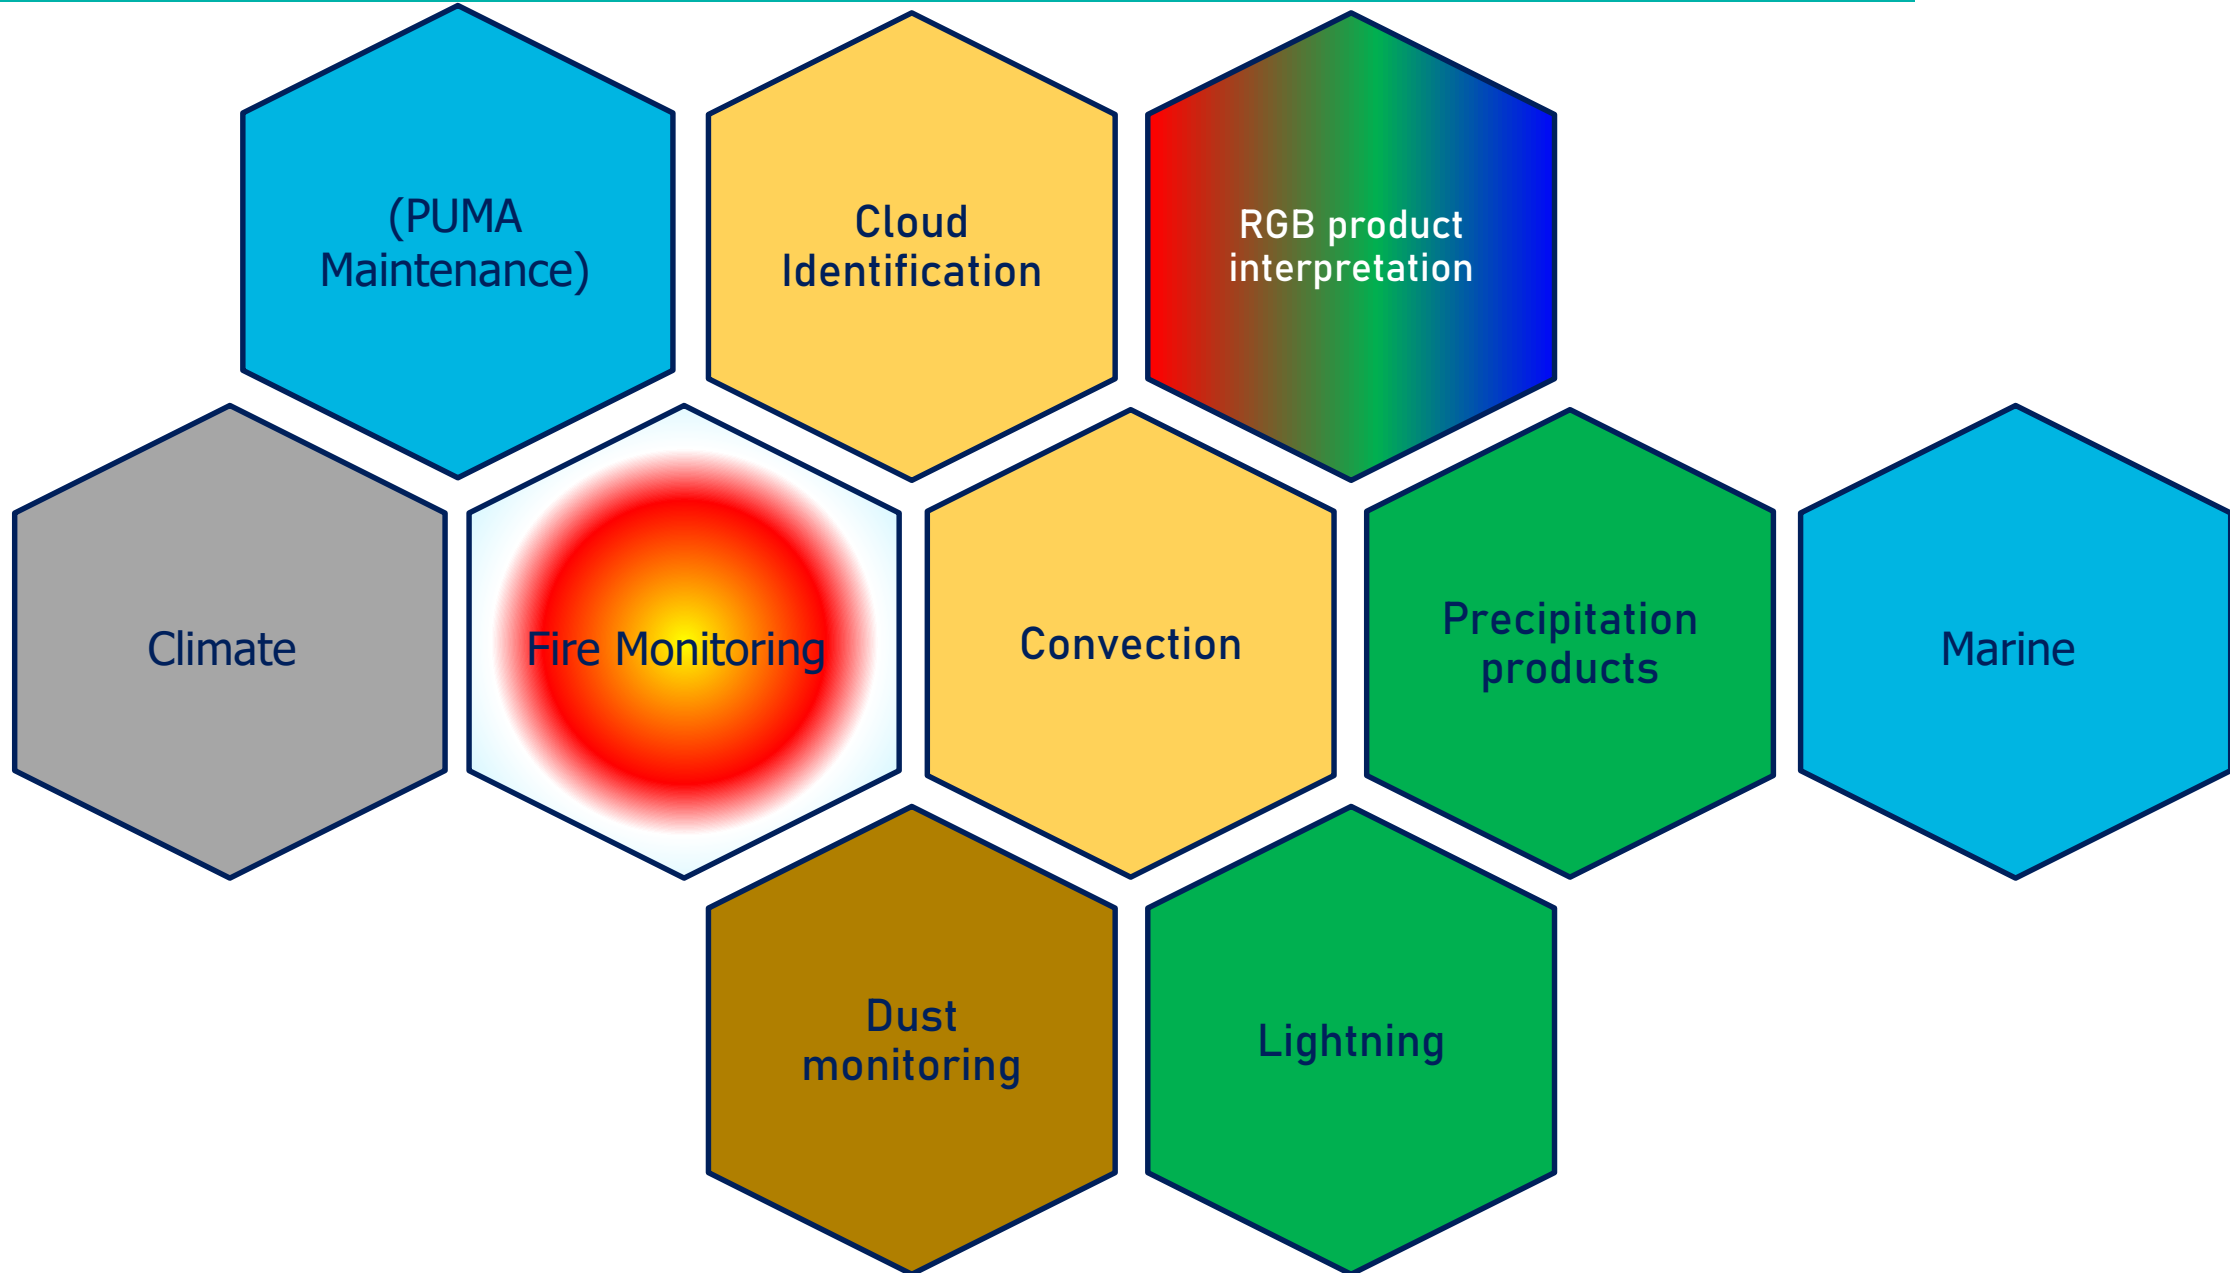 (PUMA
Maintenance)
Cloud
Identification
RGB product
interpretation
Climate
Fire Monitoring
Convection
Precipitation
products
Marine
Dust
monitoring
Lightning